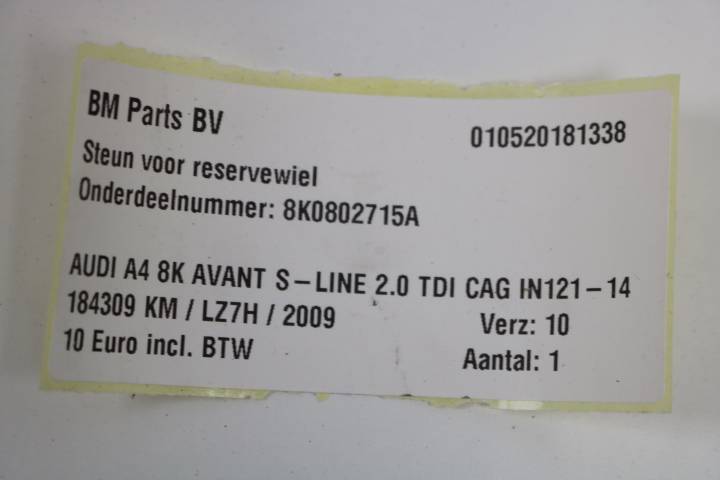 BM Parts BV
010520181338
Steun voor reservewiel
Onderdeelnummer: 8K0802715A
AUDI A4 8K AVANT S-LINE 2.0 TDI CAG IN121-14
184309 KM / LZ7H / 2009
Verz: 10
10 Euro incl. BTW
Aantal: 1